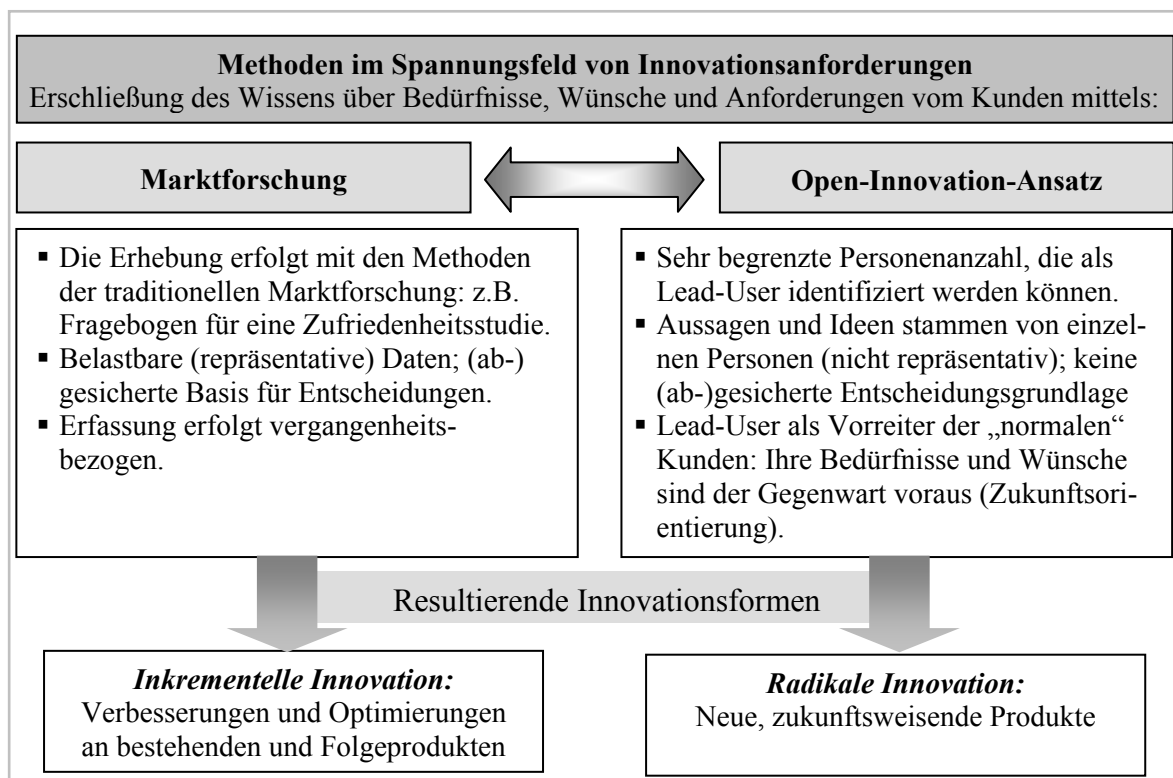 Methoden im Spannungsfeld von Innovationsanforderungen
Erschließung des Wissens über Bedürfnisse, Wünsche und Anforderungen vom Kunden mittels:
Marktforschung
Open-Innovation-Ansatz
▪ Die Erhebung erfolgt mit den Methoden
der traditionellen Marktforschung: z.B.
Fragebogen für eine Zufriedenheitsstudie.
▪ Belastbare (repräsentative) Daten; (ab-)
gesicherte Basis für Entscheidungen.
▪ Erfassung erfolgt vergangenheits-
bezogen.
▪ Sehr begrenzte Personenanzahl, die als
Lead-User identifiziert werden können.
▪ Aussagen und Ideen stammen von einzel-
nen Personen (nicht repräsentativ); keine
(ab-)gesicherte Entscheidungsgrundlage
▪ Lead-User als Vorreiter der „normalen“
Kunden: Ihre Bedürfnisse und Wünsche
sind der Gegenwart voraus (Zukunftsori-
entierung).
Resultierende Innovationsformen
Inkrementelle Innovation:
Verbesserungen und Optimierungen
an bestehenden und Folgeprodukten
Radikale Innovation:
Neue, zukunftsweisende Produkte